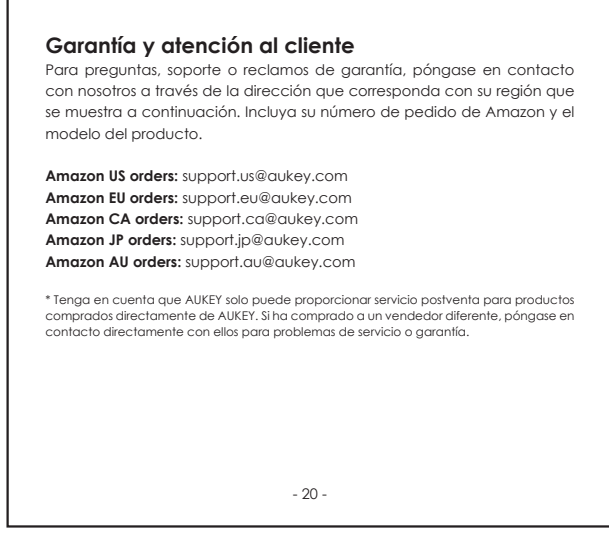 Garantía y atención al cliente
Para preguntas, soporte o reclamos de garantía, póngase en contacto
con nosotros a través de la dirección que corresponda con su región que
se muestra a continuación. Incluya su número de pedido de Amazon y el
modelo del producto.
Amazon US orders: support.us@aukey.com
Amazon EU orders: support.eu@aukey.com
Amazon CA orders: support.ca@aukey.com
Amazon JP orders: support.jp@aukey.com
Amazon AU orders: support.au@aukey.com
* Tenga en cuenta que AUKEY solo puede proporcionar servicio postventa para productos
comprados directamente de AUKEY. Si ha comprado a un vendedor diferente, póngase en
contacto directamente con ellos para problemas de servicio o garantía.
- 20 -